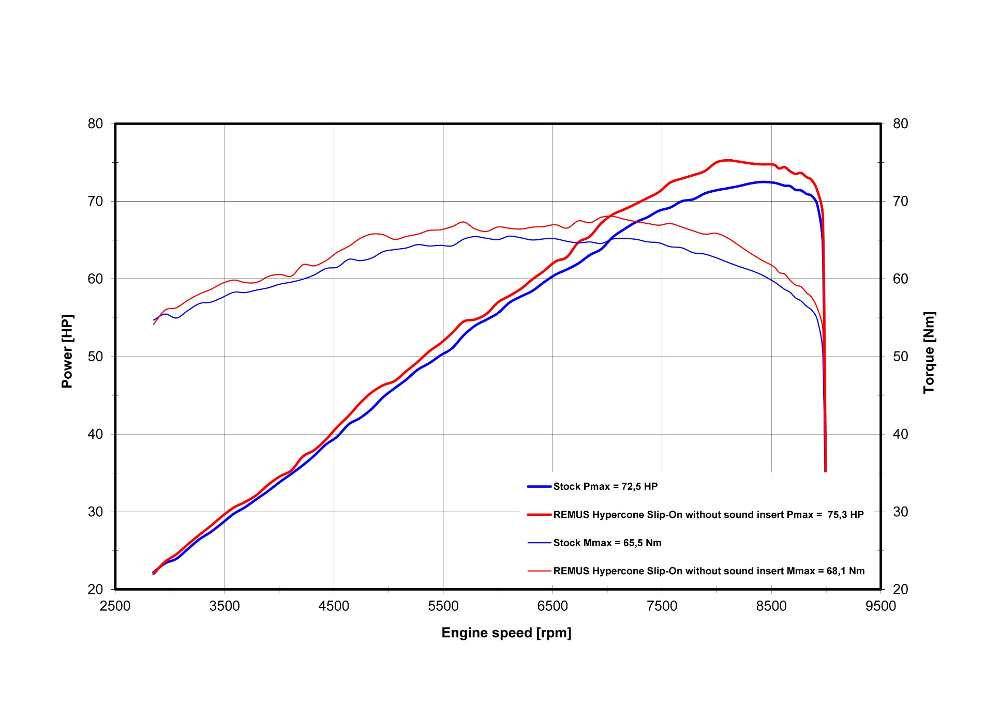 80
80
70
70
60
60
50
50
40
40
30
30
20
20
Power [HP]
Torque [Nm]
Stock Pmax = 72,5 HP
REMUS Hypercone Slip-On without sound insert Pmax =  75,3 HP
Stock Mmax = 65,5 Nm
REMUS Hypercone Slip-On without sound insert Mmax = 68,1 Nm
2500 3500 4500 5500 6500 7500 8500 9500
Engine speed [rpm]